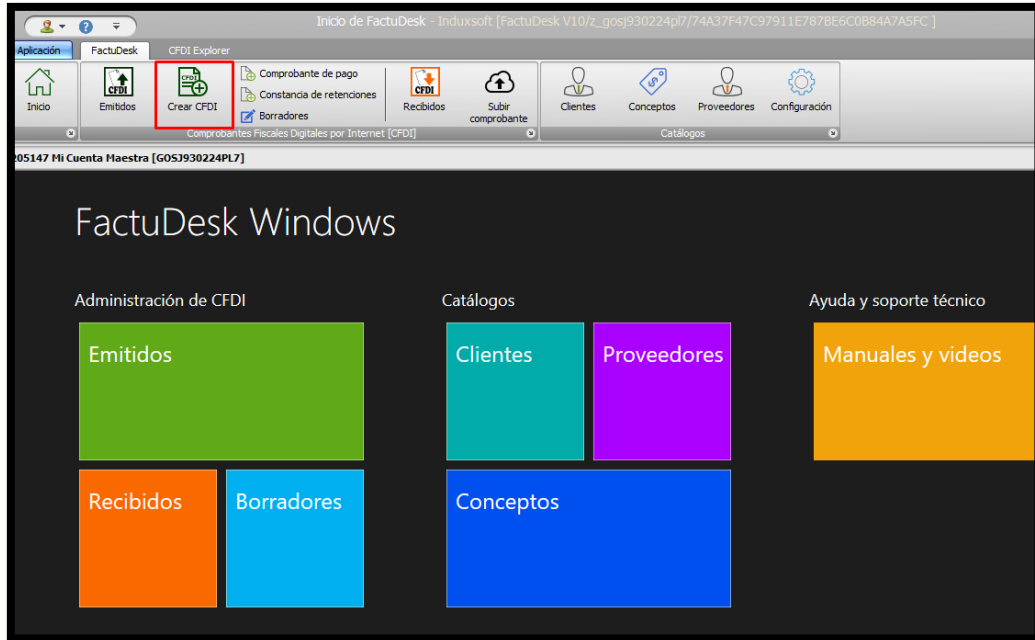 Inicio de FactuDesk - Induxsoft [FactuDesk V10/z_gosj930224pl7/74A37F47C97911E787BE6C0B84A7A5FC ]
Aplicación FactuDesk CFDI Explorer
Inicio
CFDI
Emitidos
CFDI
Crear CFDI
Comprobante de pago
Constancia de retenciones
Borradores
CFDI
Recibidos
Subir
comprobante
Clientes
Conceptos
Proveedores
Configuración
Comprobantes Fiscales Digitales por Internet [CFDI]
Catálogos
205147 Mi Cuenta Maestra [GOSJ930224PL7]
FactuDesk Windows
Administración de CFDI
Catálogos
Ayuda y soporte técnico
Emitidos
Clientes
Proveedores
Manuales y videos
Recibidos
Borradores
Conceptos